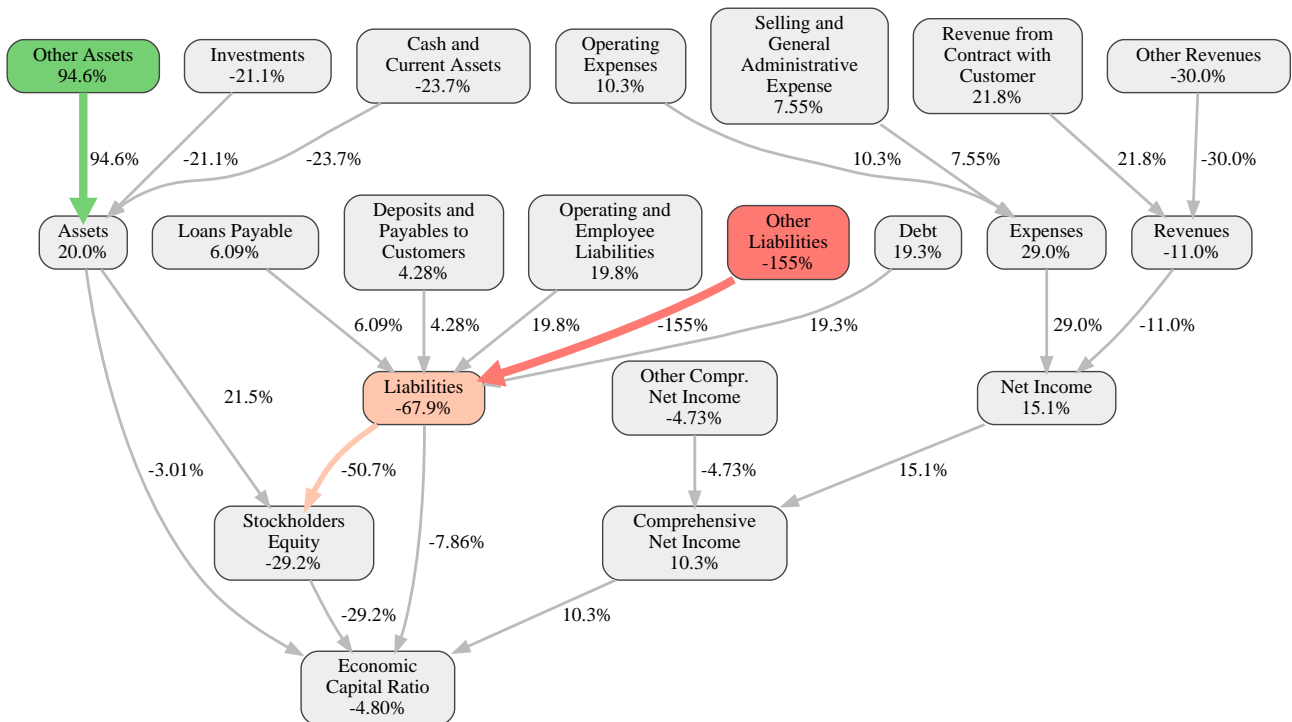 Other Assets
94.6%
Investments
-21.1%
Cash and
Current Assets
-23.7%
Operating
Expenses
10.3%
Selling and
General
Administrative
Expense
7.55%
Revenue from
Contract with
Customer
21.8%
Other Revenues
-30.0%
94.6%
-21.1%
-23.7%
10.3%
7.55%
21.8%
-30.0%
Assets
20.0%
Loans Payable
6.09%
Deposits and
Payables to
Customers
4.28%
Operating and
Employee
Liabilities
19.8%
Other
Liabilities
-155%
Debt
19.3%
Expenses
29.0%
Revenues
-11.0%
6.09%
4.28%
19.8%
-155%
19.3%
29.0%
-11.0%
Liabilities
-67.9%
Other Compr.
Net Income
-4.73%
Net Income
15.1%
21.5%
-3.01%
-50.7%
-4.73%
15.1%
Stockholders
Equity
-29.2%
-7.86%
Comprehensive
Net Income
10.3%
-29.2%
10.3%
Economic
Capital Ratio
-4.80%